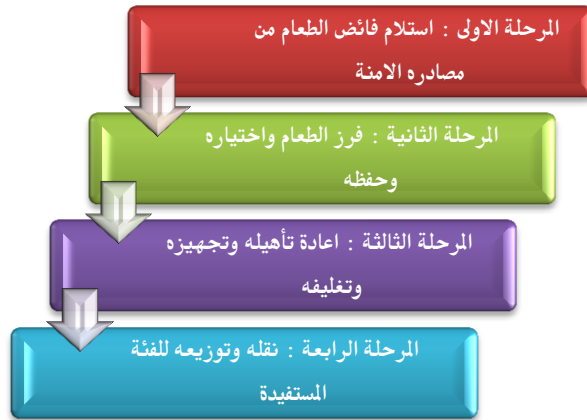 المرحلة الاولى : استلام فائض الطعام من
مصادره الامنة
المرحلة الثانية : فرز الطعام واختياره
وحفظه
المرحلة الثالثة : اعادة تأهيله وتجهيزه
وتغليفه
المرحلة الرابعة : نقله وتوزيعه للفئة
المستفيدة